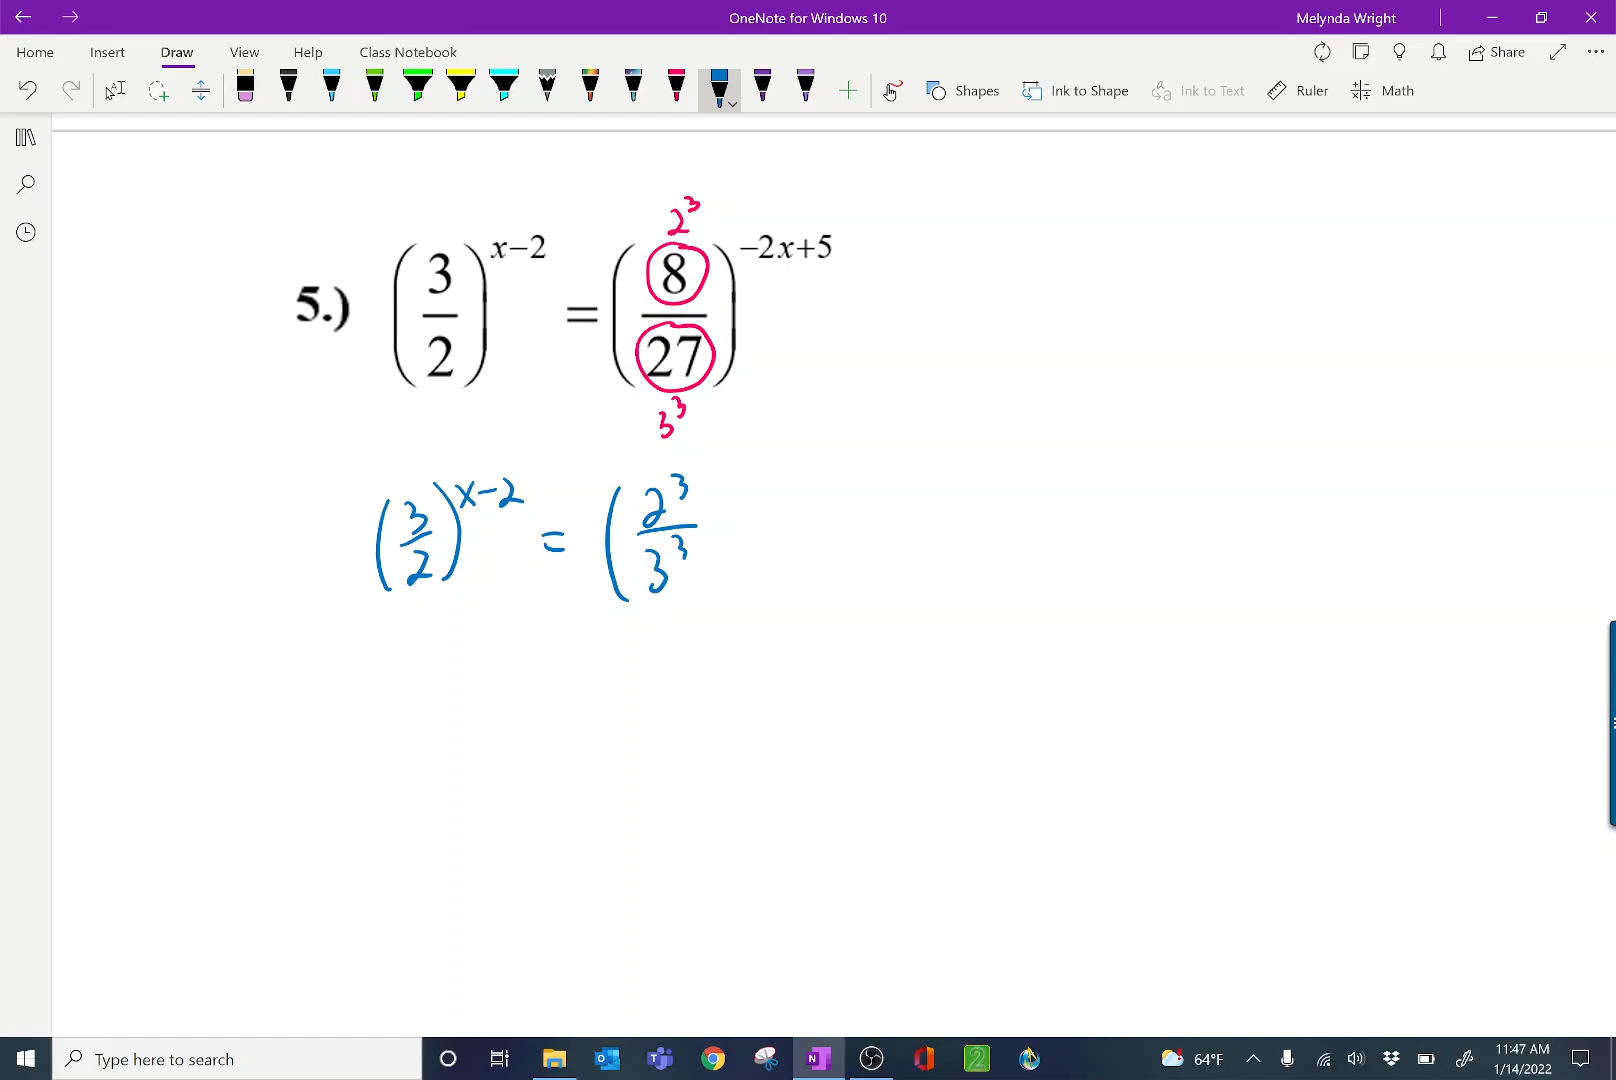 OneNote for Windows 10
Melynda Wright
Home Insert Draw View Help Class Notebook
Share
Shapes Ink to Shape Ink to Text Ruler Math
2³
5.) (3/2)^(x−2) = (8/27)^(−2x+5)
3³
(3/2)^(x−2) = (2³/3³
Type here to search
64°F
11:47 AM
1/14/2022